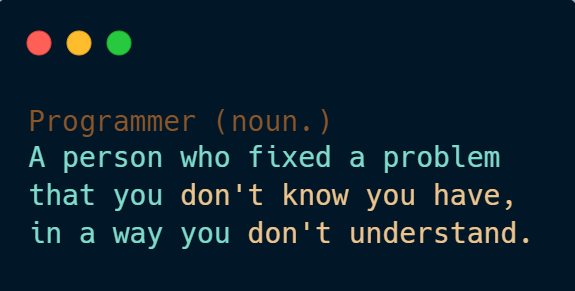 Programmer (noun.)
A person who fixed a problem
that you don't know you have,
in a way you don't understand.